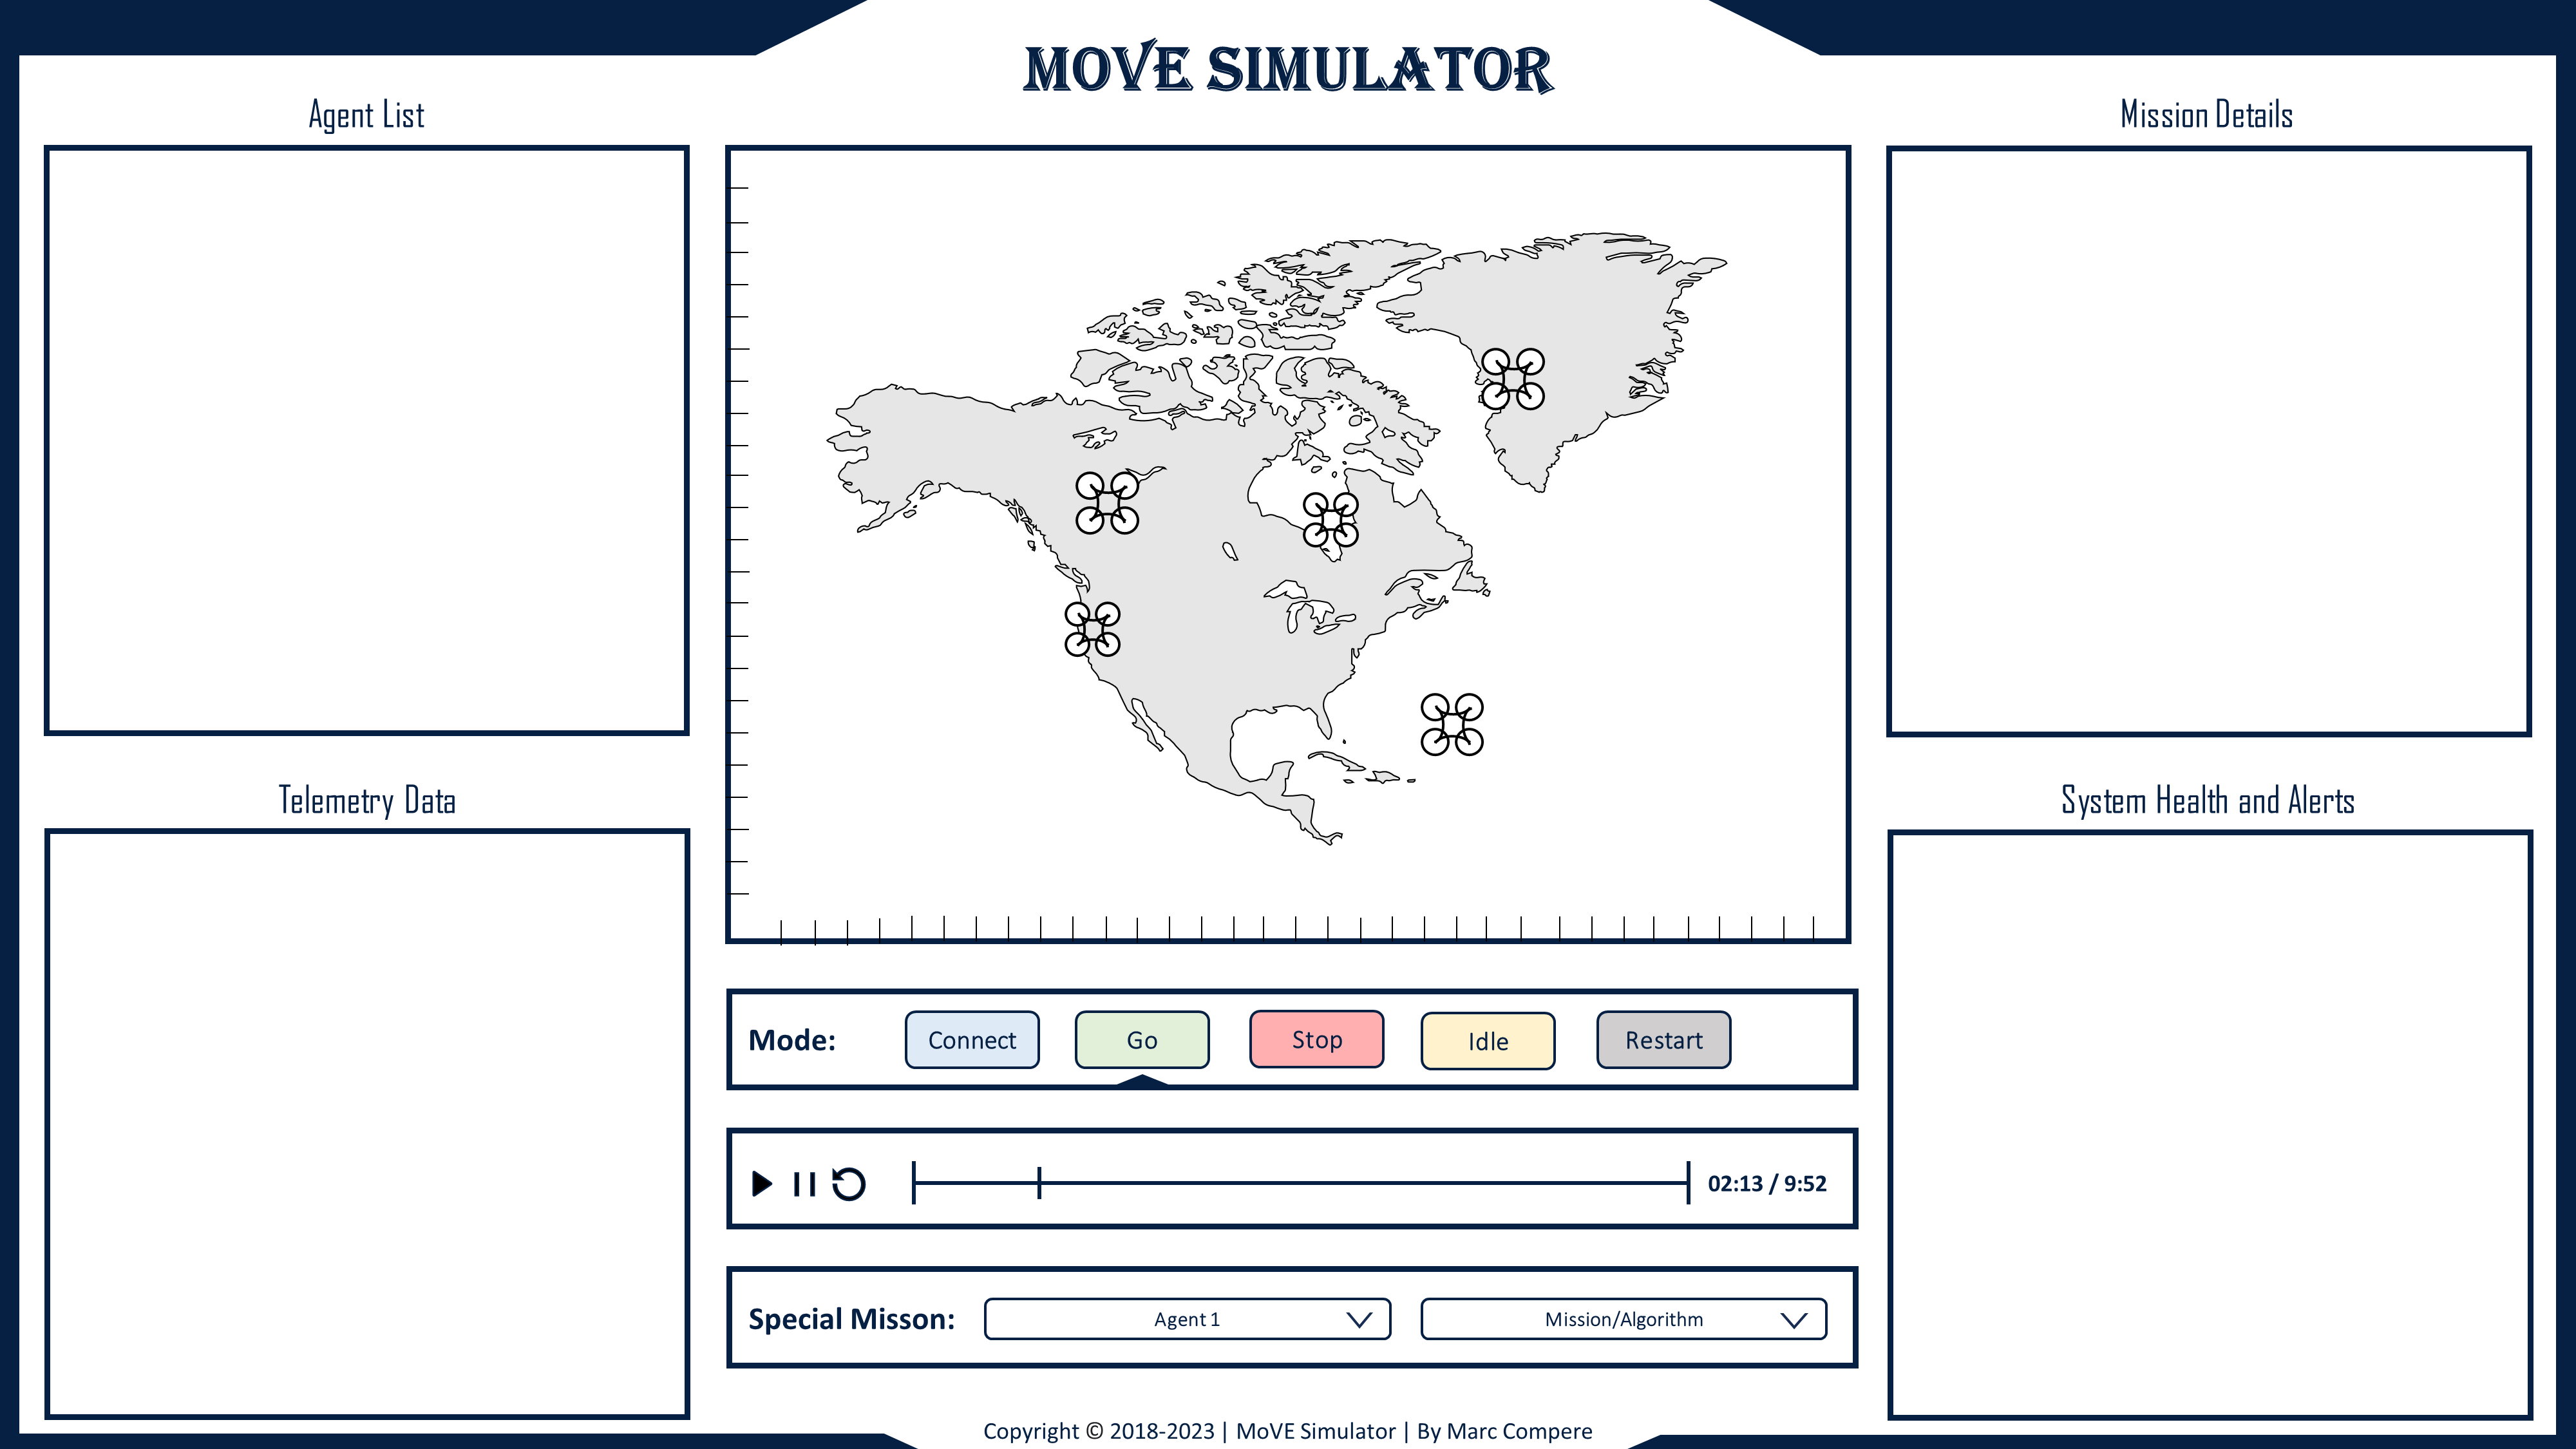 MOVE SIMULATOR
Agent List
Mission Details
Telemetry Data
System Health and Alerts
Mode:
Connect
Go
Stop
Idle
Restart
02:13 / 9:52
Special Misson:
Agent 1
Mission/Algorithm
Copyright © 2018-2023 | MoVE Simulator | By Marc Compere